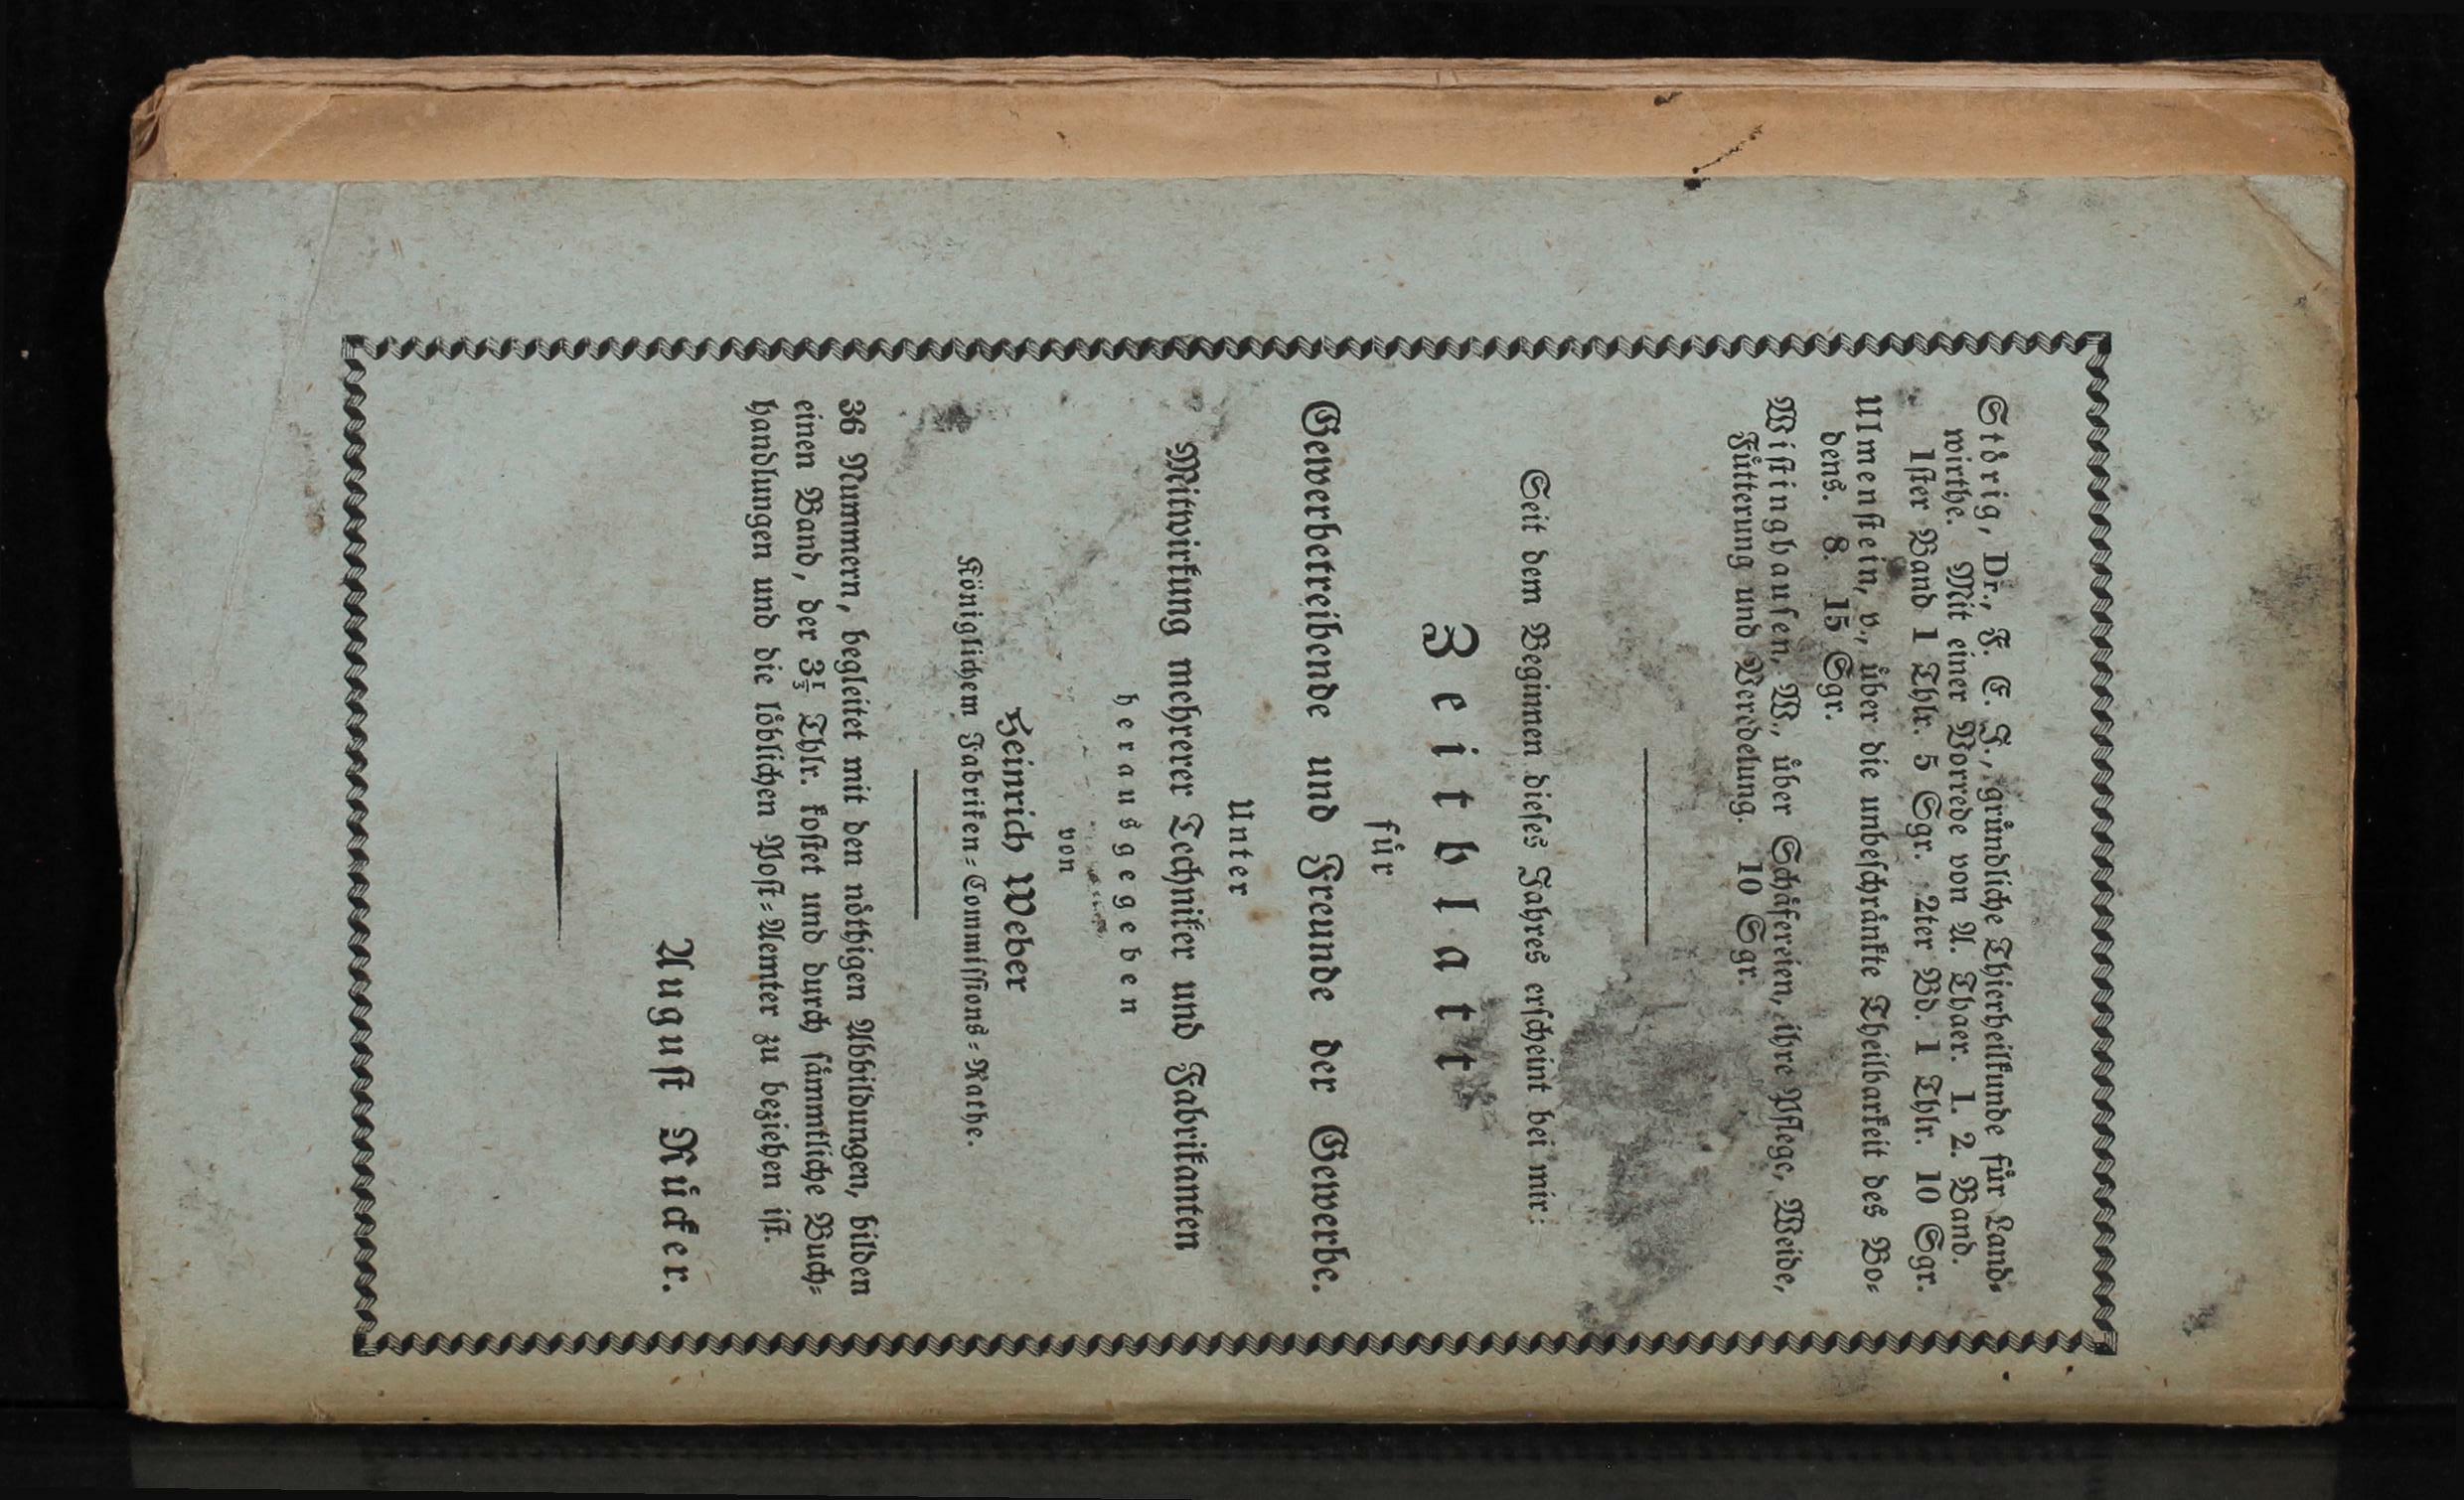 Störig, Dr., F. C. F., gründliche Thierheilkunde für Land-
wirthe. Mit einer Vorrede von A. Thaer. 1. 2. Band.
1ster Band 1 Thlr. 5 Sgr. 2ter Bd. 1 Thlr. 10 Sgr.
Ulmenstein, v., über die unbeschränkte Theilbarkeit des Bo-
dens. 8. 15 Sgr.
Wistinghausen, W., über Schäfereien, ihre Pflege, Weide,
Fütterung und Veredelung. 10 Sgr.
Seit dem Beginnen dieses Jahres erscheint bei mir:
Zeitblatt
für
Gewerbetreibende und Freunde der Gewerbe.
Unter
Mitwirkung mehrerer Techniker und Fabrikanten
herausgegeben
von
Heinrich Weber
Königlichem Fabriken-Commissions-Rathe.
36 Nummern, begleitet mit den nöthigen Abbildungen, bilden
einen Band, der 3⅓ Thlr. kostet und durch sämmtliche Buch-
handlungen und die löblichen Post-Aemter zu beziehen ist.
August Rücker.